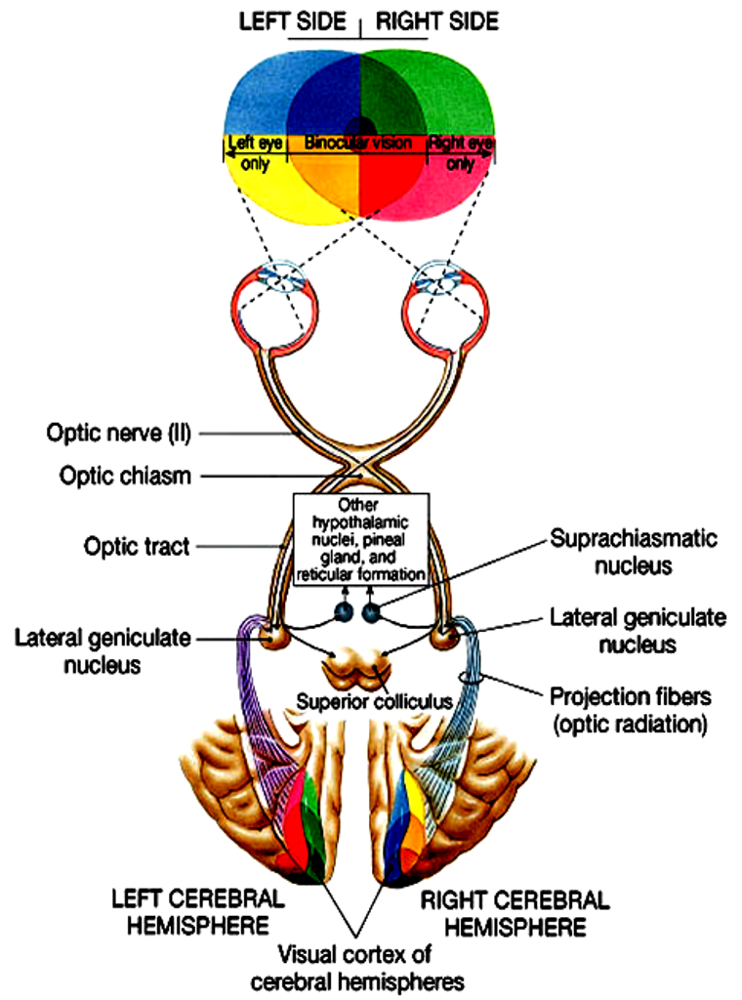 LEFT SIDE
RIGHT SIDE
Left eye
only
Binocular vision
Right eye
only
Optic nerve (II)
Optic chiasm
Other
hypothalamic
nuclei, pineal
gland, and
reticular formation
Optic tract
Suprachiasmatic
nucleus
Lateral geniculate
nucleus
Lateral geniculate
nucleus
Superior colliculus
Projection fibers
(optic radiation)
LEFT CEREBRAL
HEMISPHERE
RIGHT CEREBRAL
HEMISPHERE
Visual cortex of
cerebral hemispheres